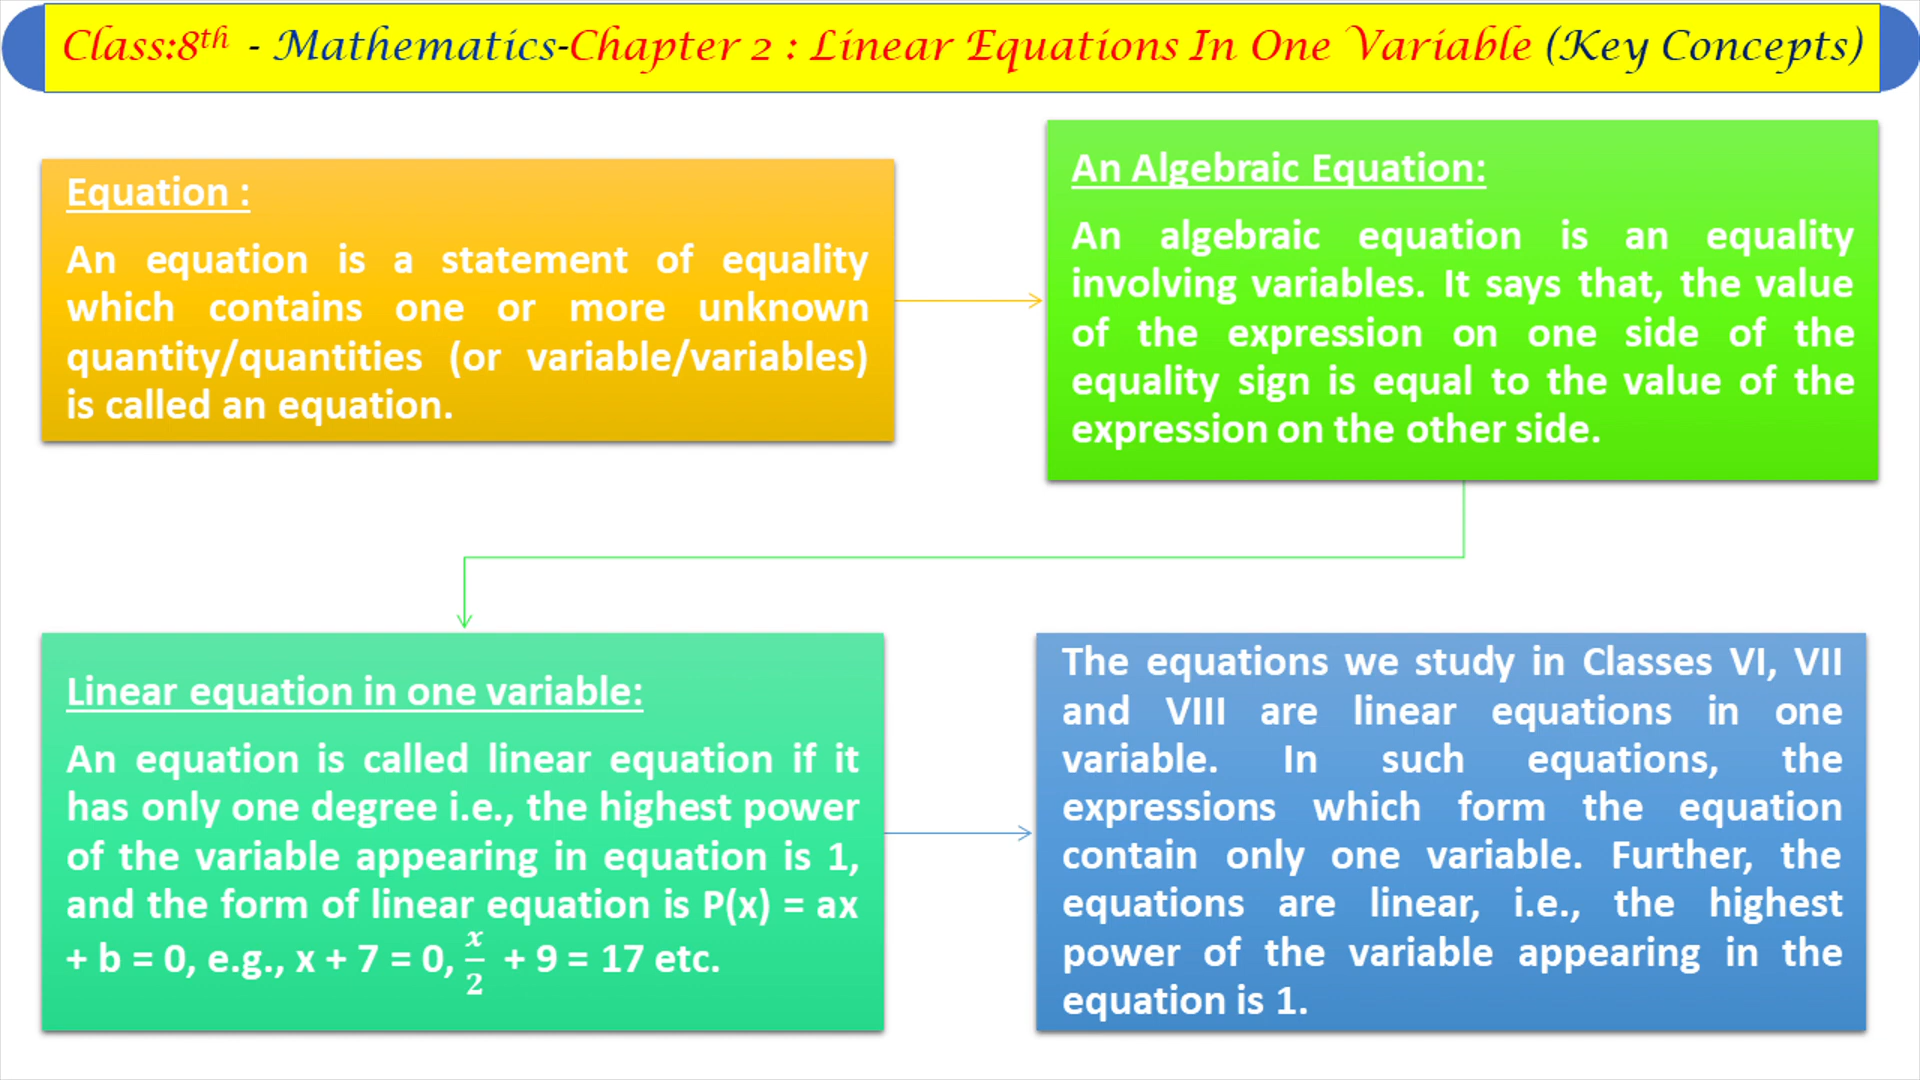 Class:8th - Mathematics-Chapter 2 : Linear Equations In One Variable (Key Concepts)
Equation :
An equation is a statement of equality
which contains one or more unknown
quantity/quantities (or variable/variables)
is called an equation.
An Algebraic Equation:
An algebraic equation is an equality
involving variables. It says that, the value
of the expression on one side of the
equality sign is equal to the value of the
expression on the other side.
Linear equation in one variable:
An equation is called linear equation if it
has only one degree i.e., the highest power
of the variable appearing in equation is 1,
and the form of linear equation is P(x) = ax
+ b = 0, e.g., x + 7 = 0, x/2 + 9 = 17 etc.
The equations we study in Classes VI, VII
and VIII are linear equations in one
variable. In such equations, the
expressions which form the equation
contain only one variable. Further, the
equations are linear, i.e., the highest
power of the variable appearing in the
equation is 1.